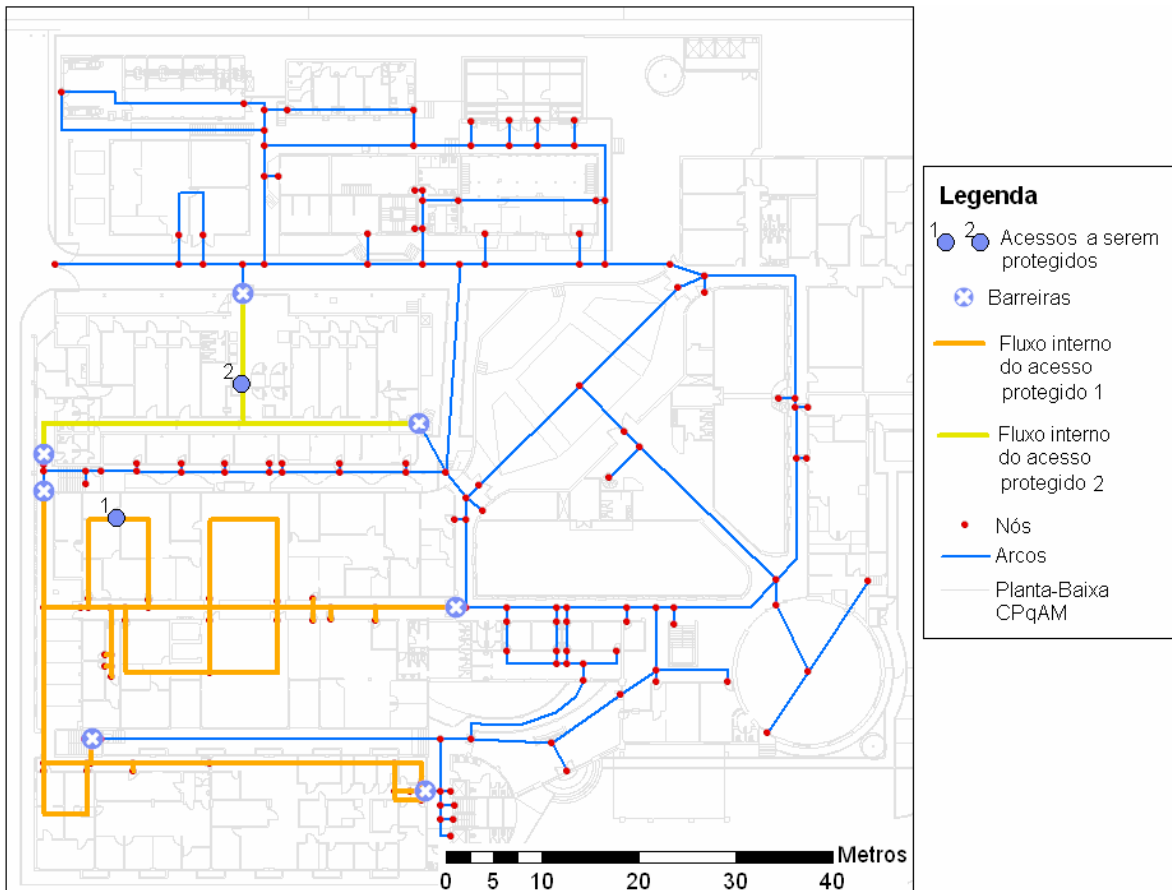 2
1
Metros
0 5 10 20 30 40
Legenda
1 2
Acessos a serem
protegidos
Barreiras
Fluxo interno
do acesso
protegido 1
Fluxo interno
do acesso
protegido 2
Nós
Arcos
Planta-Baixa
CPqAM